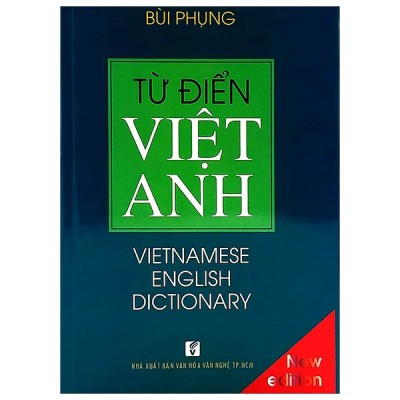 BÙI PHỤNG
TỪ ĐIỂN
VIỆT
ANH
VIETNAMESE
ENGLISH
DICTIONARY
V
NHÀ XUẤT BẢN VĂN HÓA VĂN NGHỆ TP.HCM
New
edition